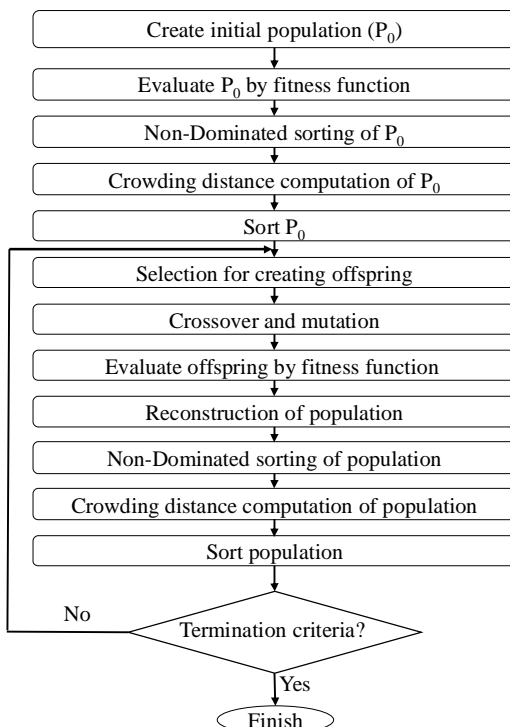 Create initial population (P₀)
Evaluate P₀ by fitness function
Non-Dominated sorting of P₀
Crowding distance computation of P₀
Sort P₀
Selection for creating offspring
Crossover and mutation
Evaluate offspring by fitness function
Reconstruction of population
Non-Dominated sorting of population
Crowding distance computation of population
Sort population
No
Termination criteria?
Yes
Finish